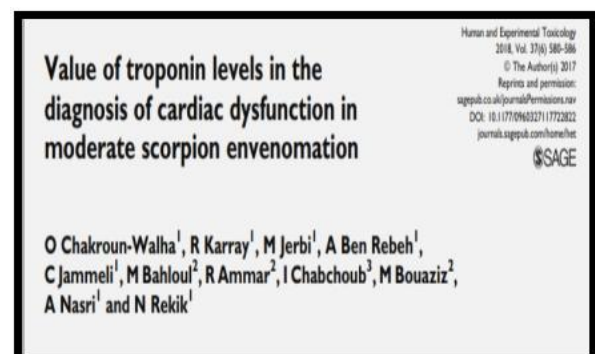 Human and Experimental Toxicology
2018, Vol. 37(6) 580–586
© The Author(s) 2017
Reprints and permission:
sagepub.co.uk/journalsPermissions.nav
DOI: 10.1177/0960327117722822
journals.sagepub.com/home/het
SAGE
Value of troponin levels in the
diagnosis of cardiac dysfunction in
moderate scorpion envenomation
O Chakroun-Walha¹, R Karray¹, M Jerbi¹, A Ben Rebeh¹,
C Jammeli¹, M Bahloul², R Ammar², I Chabchoub³, M Bouaziz²,
A Nasri¹ and N Rekik¹